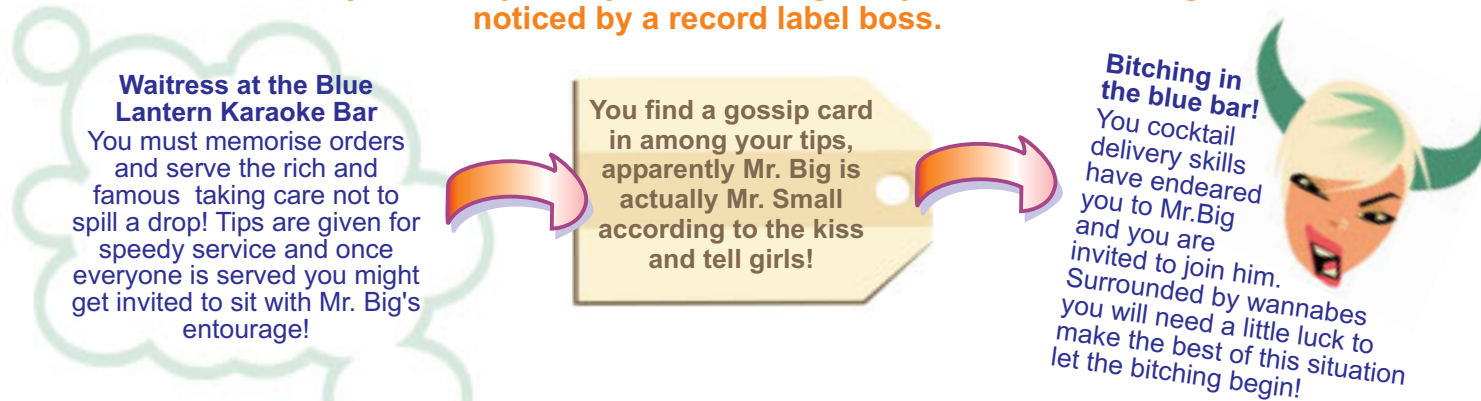 noticed by a record label boss.
Waitress at the Blue
Lantern Karaoke Bar
You must memorise orders
and serve the rich and
famous  taking care not to
spill a drop! Tips are given for
speedy service and once
everyone is served you might
get invited to sit with Mr. Big's
entourage!
You find a gossip card
in among your tips,
apparently Mr. Big is
actually Mr. Small
according to the kiss
and tell girls!
Bitching in
the blue bar!
You cocktail
delivery skills
have endeared
you to Mr.Big
and you are
invited to join him.
Surrounded by wannabes
you will need a little luck to
make the best of this situation
let the bitching begin!